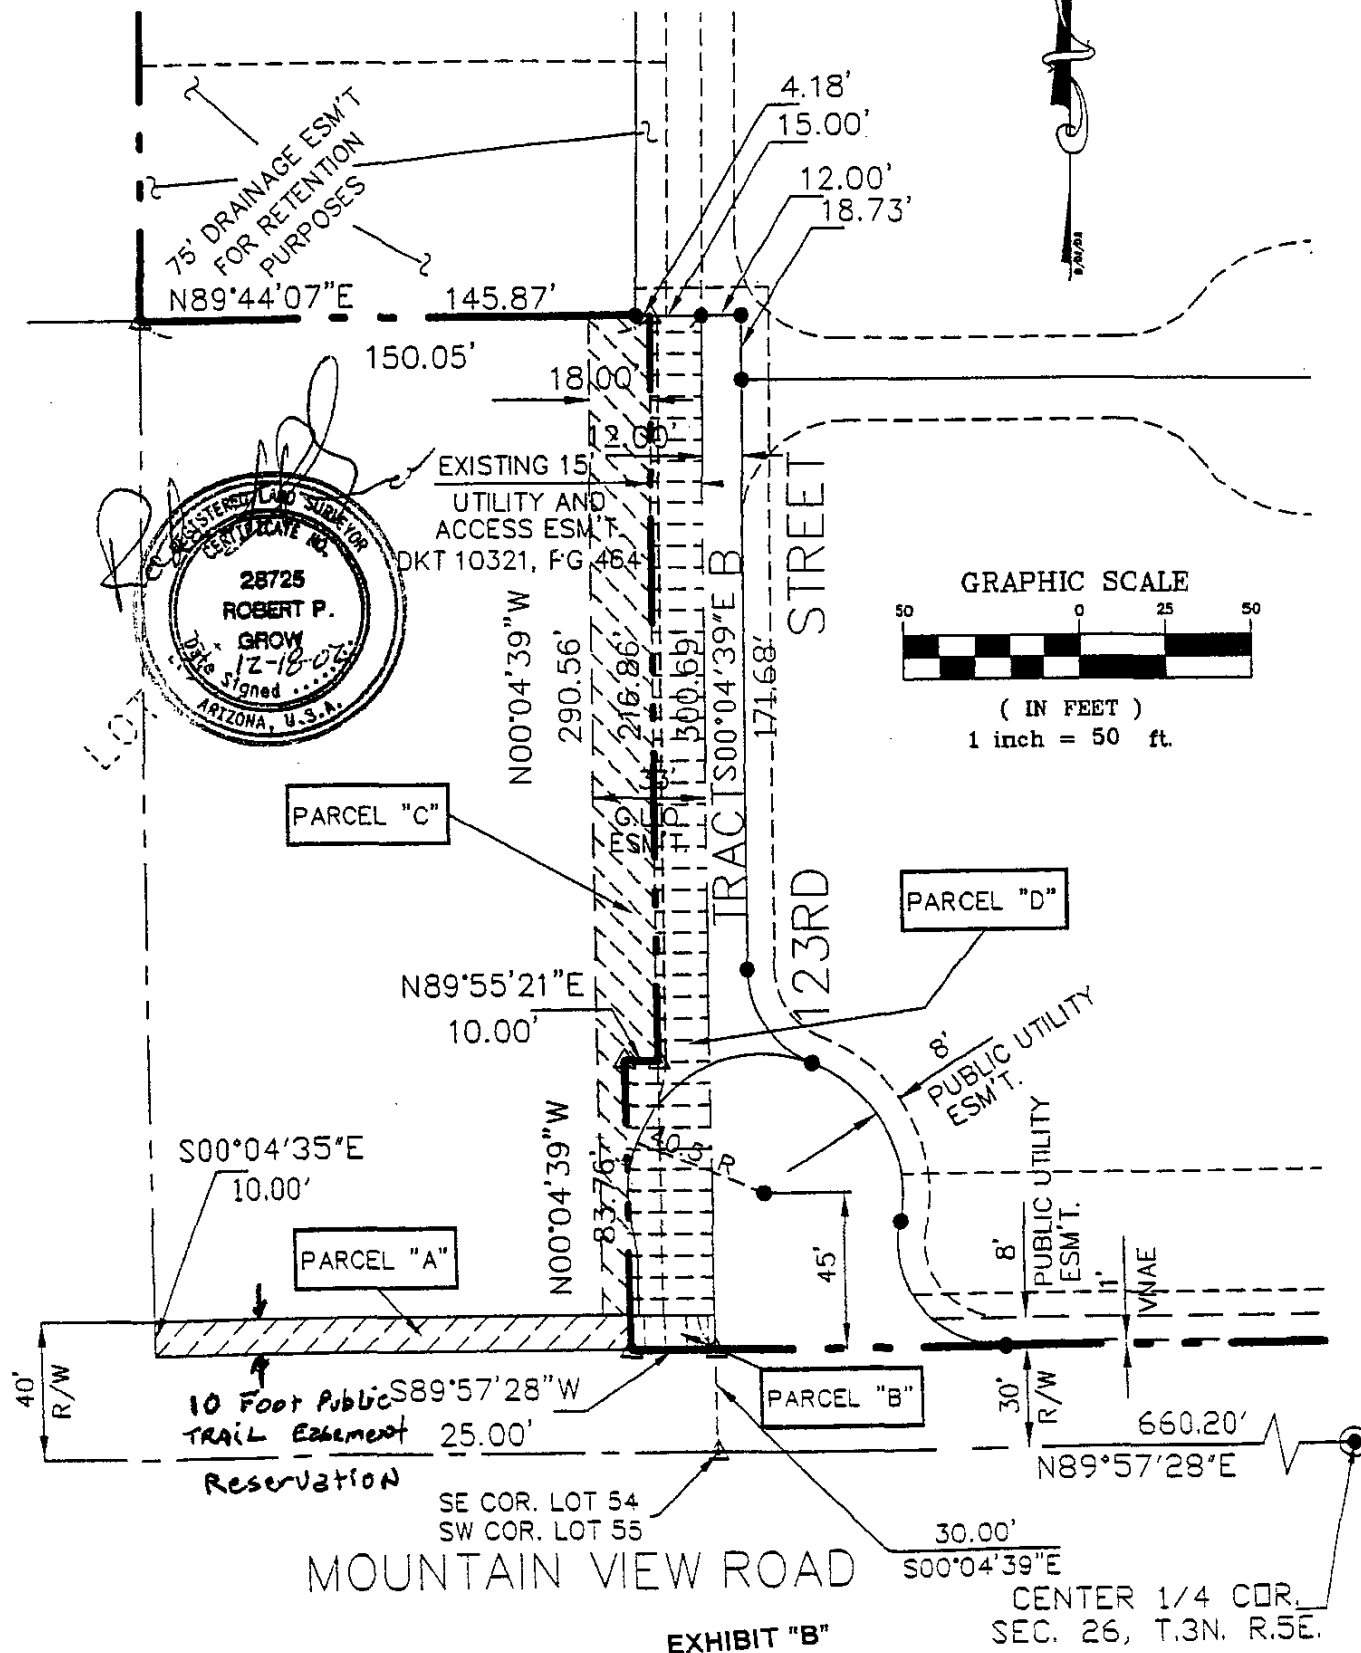 4.18'
15.00'
12.00'
18.73'
75' DRAINAGE ESM'T
FOR RETENTION
PURPOSES
N89°44'07"E 145.87'
150.05'
18.00'
12.00'
EXISTING 15'
UTILITY AND
ACCESS ESM'T.
DKT 10321, PG 464
REGISTERED LAND SURVEYOR
CERTIFICATE NO.
28725
ROBERT P.
GROW
12-18-02
Date Signed
ARIZONA, U.S.A.
LOT
N00°04'39"W
290.56'
216.86'
300.69'
S00°04'39"E
171.68'
TRACT B
123RD STREET
33'
G.L.O.
ESM'T.
GRAPHIC SCALE
50 0 25 50
( IN FEET )
1 inch = 50 ft.
PARCEL "C"
PARCEL "D"
N89°55'21"E
10.00'
8'
PUBLIC UTILITY
ESM'T.
N00°04'39"W
83.76'
R
45'
8'
PUBLIC UTILITY
ESM'T.
1'
VNAE
S00°04'35"E
10.00'
PARCEL "A"
40'
R/W
10 Foot Public
TRAIL Easement
Reservation
S89°57'28"W
25.00'
PARCEL "B"
30'
R/W
660.20'
N89°57'28"E
SE COR. LOT 54
SW COR. LOT 55
30.00'
S00°04'39"E
MOUNTAIN VIEW ROAD
CENTER 1/4 COR.
SEC. 26, T.3N. R.5E.
EXHIBIT "B"